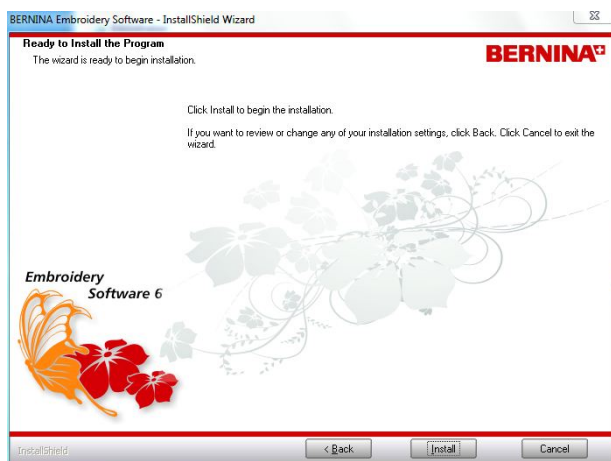 BERNINA Embroidery Software - InstallShield Wizard
Ready to Install the Program
The wizard is ready to begin installation.
BERNINA
Click Install to begin the installation.
If you want to review or change any of your installation settings, click Back. Click Cancel to exit the
wizard.
Embroidery
Software 6
InstallShield
< Back
Install
Cancel